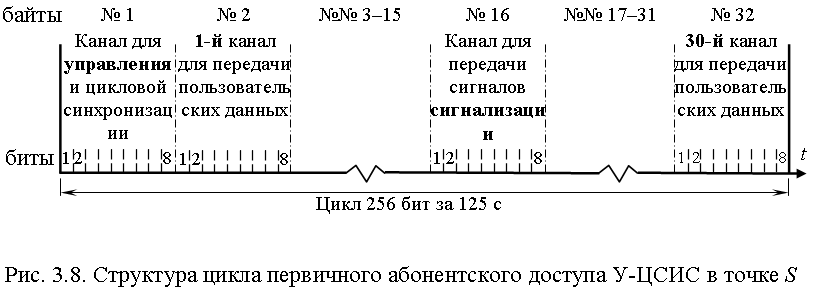 байты № 1 № 2 №№ 3–15 № 16 №№ 17–31 № 32
Канал для
управления
и цикловой
синхронизац
ии
1-й канал
для передачи
пользователь
ских данных
Канал для
передачи
сигналов
сигнализаци
и
30-й канал
для передачи
пользователь
ских данных
биты 1 2 8 1 2 8 1 2 8 1 2 8 t
Цикл 256 бит за 125 с
Рис. 3.8. Структура цикла первичного абонентского доступа У-ЦСИС в точке S